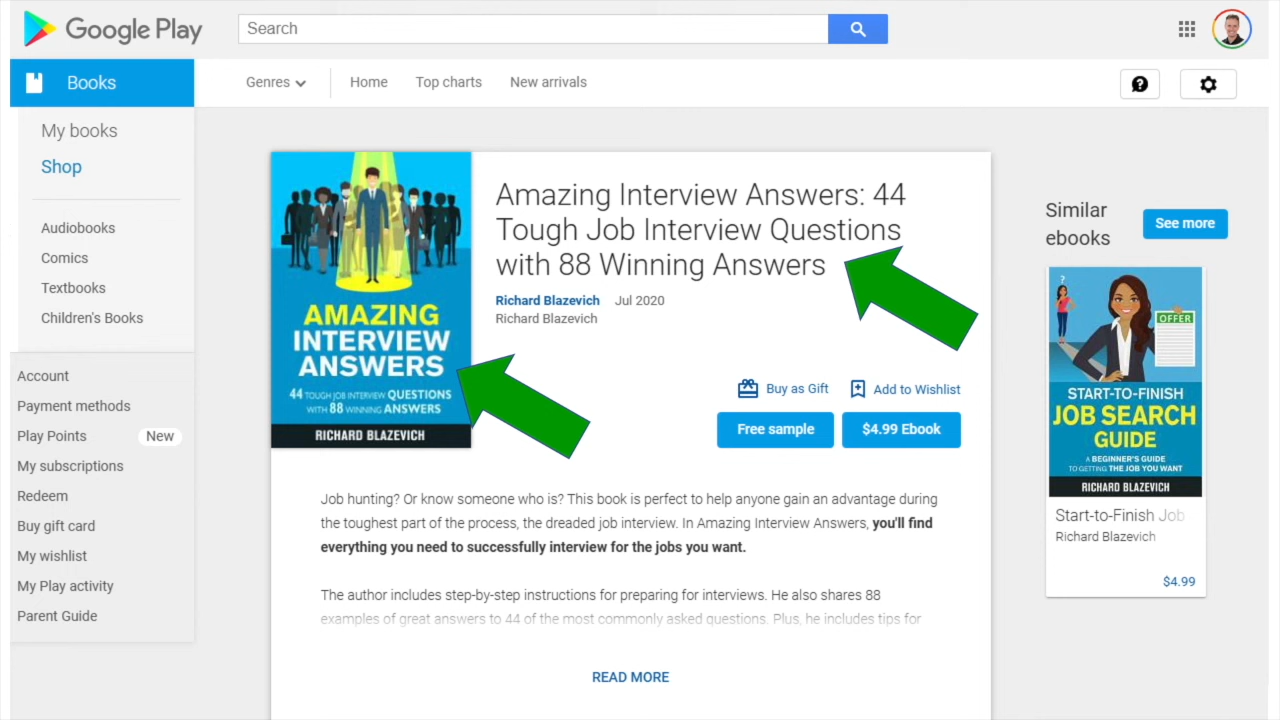 Google Play
Search
Books
Genres
Home
Top charts
New arrivals
My books
Shop
Audiobooks
Comics
Textbooks
Children's Books
Account
Payment methods
Play Points
New
My subscriptions
Redeem
Buy gift card
My wishlist
My Play activity
Parent Guide
AMAZING
INTERVIEW
ANSWERS
44 TOUGH JOB INTERVIEW QUESTIONS
WITH 88 WINNING ANSWERS
RICHARD BLAZEVICH
Amazing Interview Answers: 44
Tough Job Interview Questions
with 88 Winning Answers
Richard Blazevich Jul 2020
Richard Blazevich
Buy as Gift
Add to Wishlist
Free sample
$4.99 Ebook
Job hunting? Or know someone who is? This book is perfect to help anyone gain an advantage during
the toughest part of the process, the dreaded job interview. In Amazing Interview Answers, you'll find
everything you need to successfully interview for the jobs you want.
The author includes step-by-step instructions for preparing for interviews. He also shares 88
examples of great answers to 44 of the most commonly asked questions. Plus, he includes tips for
READ MORE
Similar
ebooks
See more
?
OFFER
START-TO-FINISH
JOB SEARCH
GUIDE
A BEGINNER'S GUIDE
TO GETTING THE JOB YOU WANT
RICHARD BLAZEVICH
Start-to-Finish Job
Richard Blazevich
$4.99